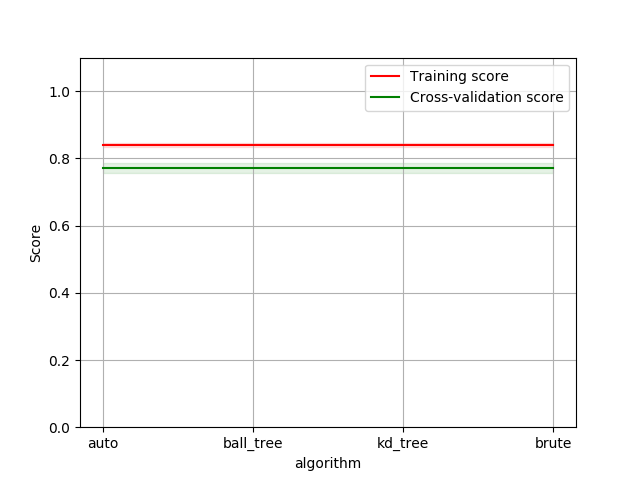 Training score
Cross-validation score
1.0
0.8
0.6
0.4
0.2
0.0
Score
auto
ball_tree
kd_tree
brute
algorithm